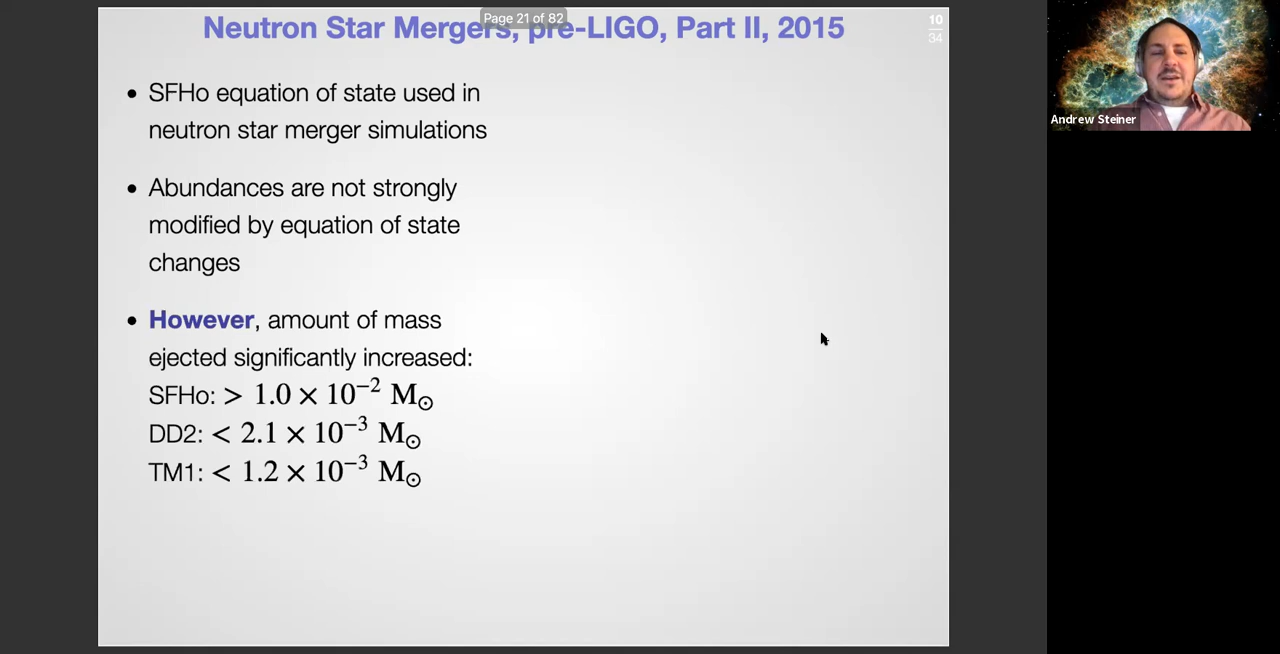 Page 21 of 82
Neutron Star Mergers, pre-LIGO, Part II, 2015
10
34
• SFHo equation of state used in
neutron star merger simulations
• Abundances are not strongly
modified by equation of state
changes
• However, amount of mass
ejected significantly increased:
SFHo: > 1.0 × 10⁻² M⊙
DD2: < 2.1 × 10⁻³ M⊙
TM1: < 1.2 × 10⁻³ M⊙
Andrew Steiner